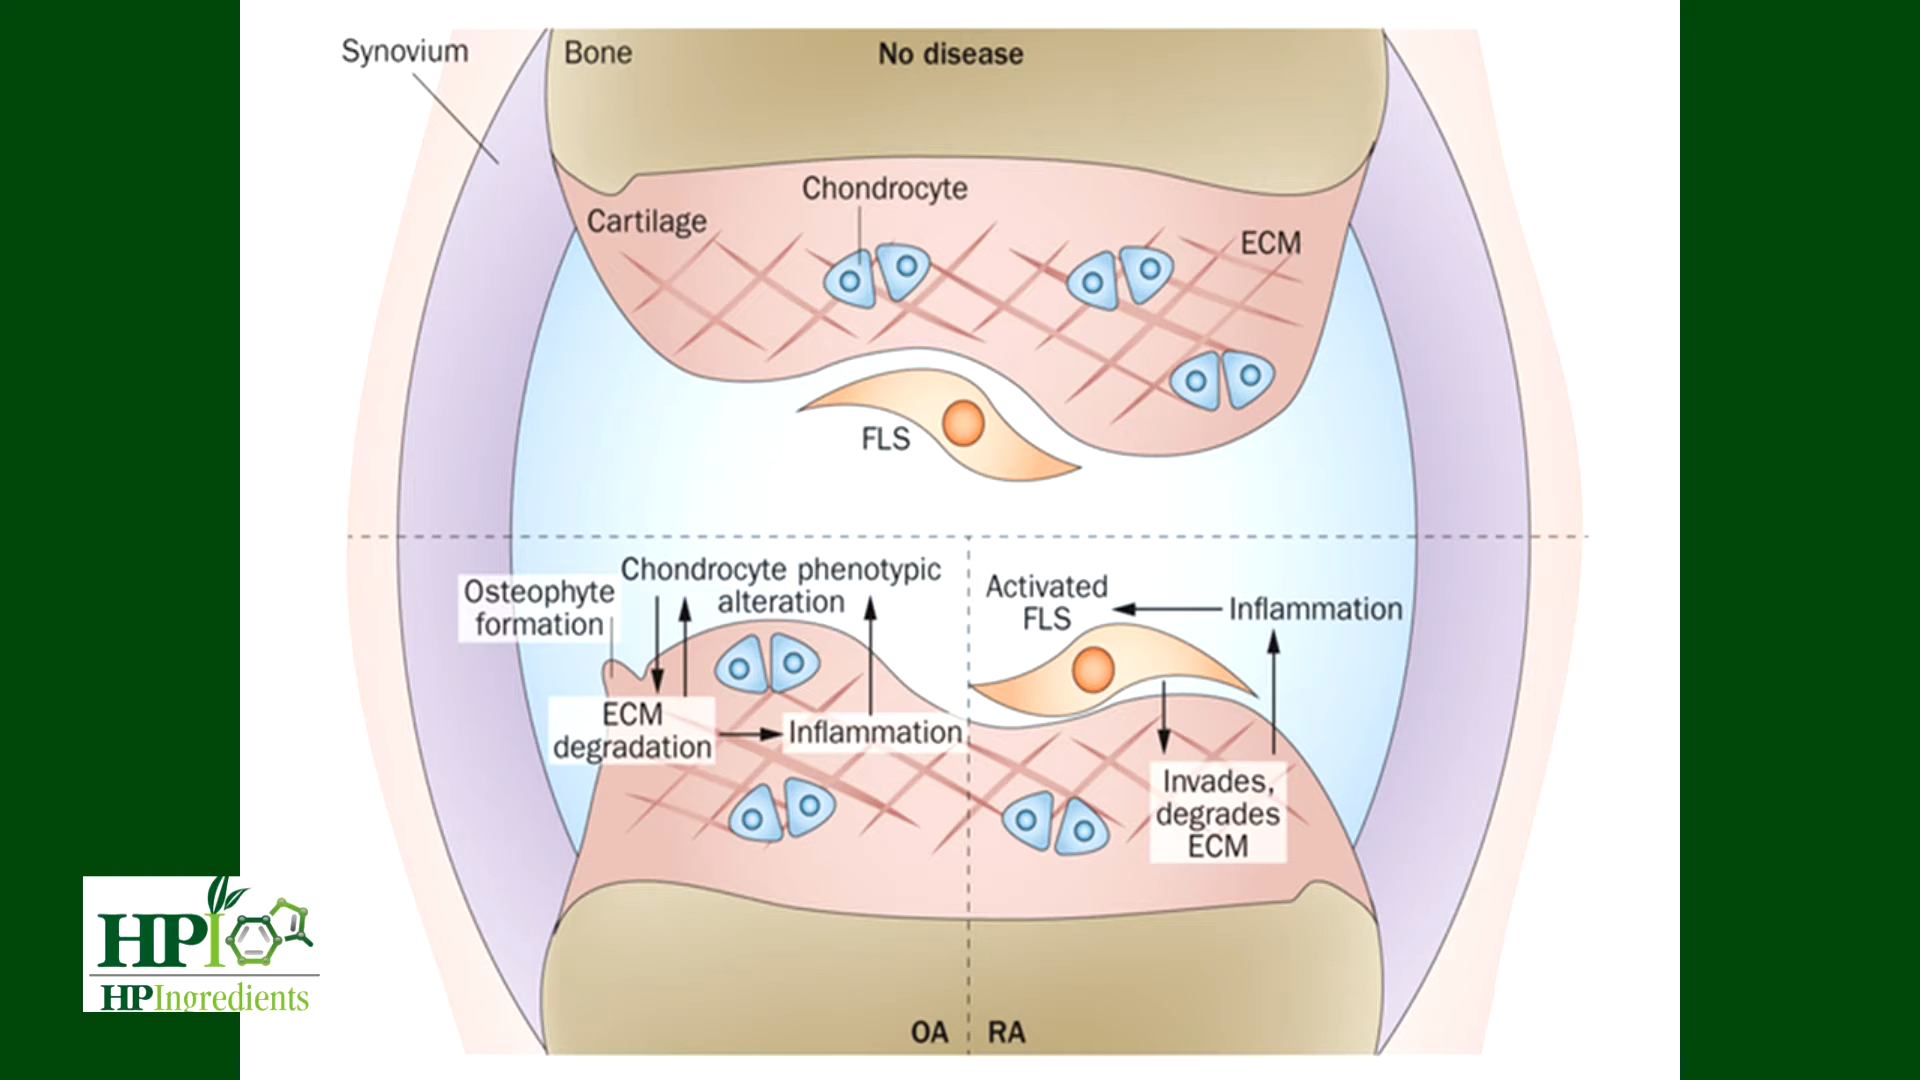 Synovium
Bone
No disease
Chondrocyte
Cartilage
ECM
FLS
Chondrocyte phenotypic
alteration
Osteophyte
formation
ECM
degradation
Inflammation
Activated
FLS
Inflammation
Invades,
degrades
ECM
OA
RA
HPI
HPIngredients